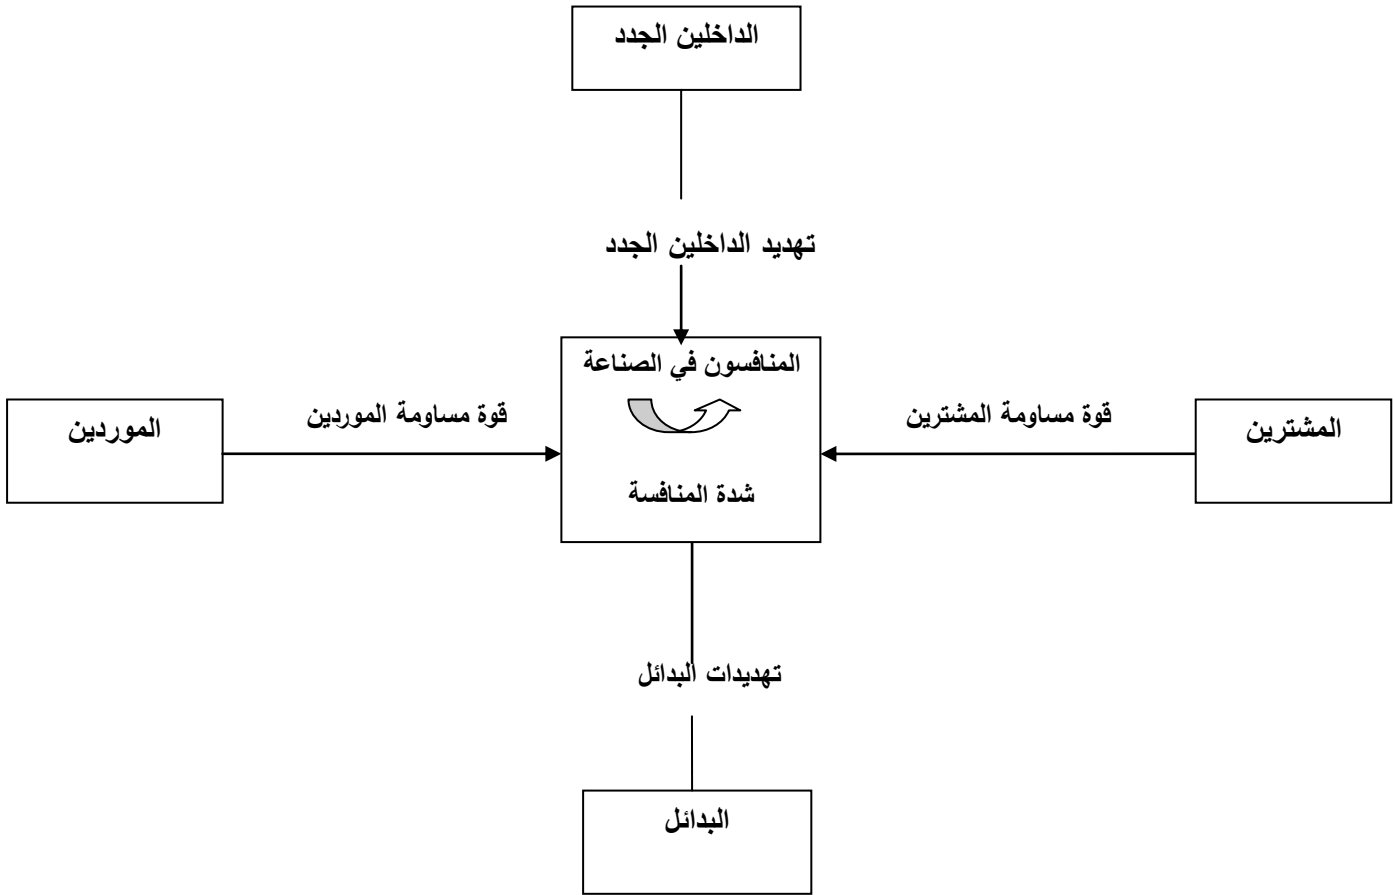 الداخلين الجدد
تهديد الداخلين الجدد
المنافسون في الصناعة
المشترين
قوة مساومة المشترين
قوة مساومة الموردين
الموردين
شدة المنافسة
تهديدات البدائل
البدائل